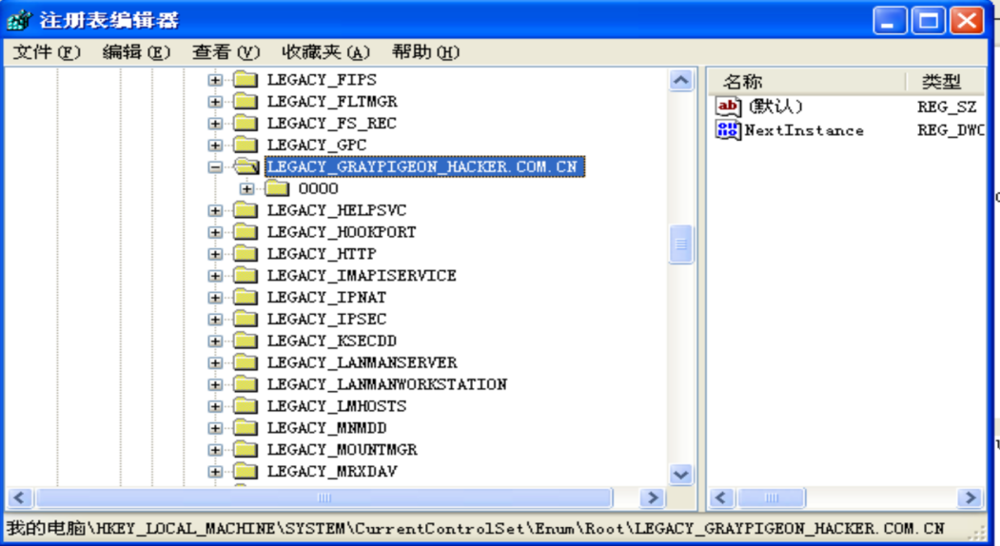 注册表编辑器
文件(F) 编辑(E) 查看(V) 收藏夹(A) 帮助(H)
LEGACY_FIPS
LEGACY_FLTMGR
LEGACY_FS_REC
LEGACY_GPC
LEGACY_GRAYPIGEON_HACKER.COM.CN
0000
LEGACY_HELPSVC
LEGACY_HOOKPORT
LEGACY_HTTP
LEGACY_IMAPISERVICE
LEGACY_IPNAT
LEGACY_IPSEC
LEGACY_KSECDD
LEGACY_LANMANSERVER
LEGACY_LANMANWORKSTATION
LEGACY_LMHOSTS
LEGACY_MNMDD
LEGACY_MOUNTMGR
LEGACY_MRXDAV
名称 类型
ab (默认) REG_SZ
NextInstance REG_DWO
我的电脑\HKEY_LOCAL_MACHINE\SYSTEM\CurrentControlSet\Enum\Root\LEGACY_GRAYPIGEON_HACKER.COM.CN